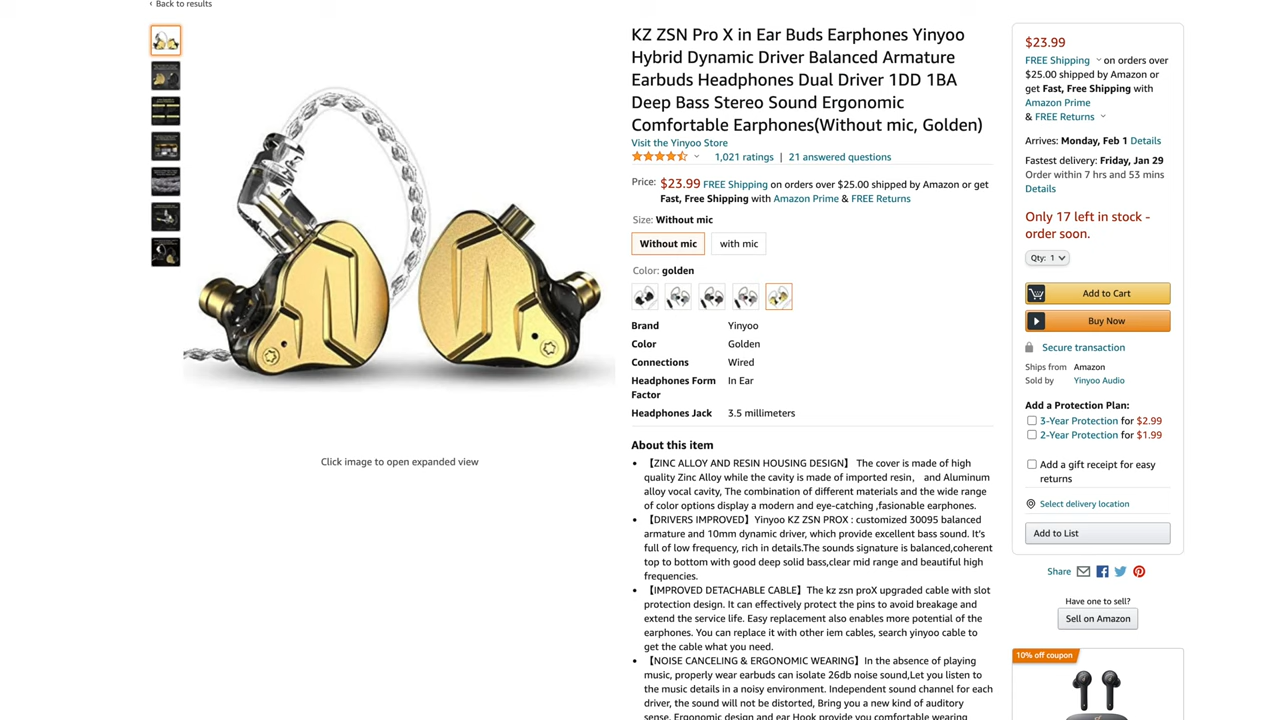 ‹ Back to results
Click image to open expanded view
KZ ZSN Pro X in Ear Buds Earphones Yinyoo
Hybrid Dynamic Driver Balanced Armature
Earbuds Headphones Dual Driver 1DD 1BA
Deep Bass Stereo Sound Ergonomic
Comfortable Earphones(Without mic, Golden)
Visit the Yinyoo Store
1,021 ratings | 21 answered questions
Price: $23.99 FREE Shipping on orders over $25.00 shipped by Amazon or get
Fast, Free Shipping with Amazon Prime & FREE Returns
Size: Without mic
Without mic
with mic
Color: golden
Brand Yinyoo
Color Golden
Connections Wired
Headphones Form In Ear
Factor
Headphones Jack 3.5 millimeters
About this item
• 【ZINC ALLOY AND RESIN HOUSING DESIGN】 The cover is made of high
quality Zinc Alloy while the cavity is made of imported resin, and Aluminum
alloy vocal cavity, The combination of different materials and the wide range
of color options display a modern and eye-catching ,fasionable earphones.
• 【DRIVERS IMPROVED】Yinyoo KZ ZSN PROX : customized 30095 balanced
armature and 10mm dynamic driver, which provide excellent bass sound. It's
full of low frequency, rich in details.The sounds signature is balanced,coherent
top to bottom with good deep solid bass,clear mid range and beautiful high
frequencies.
• 【IMPROVED DETACHABLE CABLE】The kz zsn proX upgraded cable with slot
protection design. It can effectively protect the pins to avoid breakage and
extend the service life. Easy replacement also enables more potential of the
earphones. You can replace it with other iem cables, search yinyoo cable to
get the cable what you need.
• 【NOISE CANCELING & ERGONOMIC WEARING】In the absence of playing
music, properly wear earbuds can isolate 26db noise sound,Let you listen to
the music details in a noisy environment. Independent sound channel for each
driver, the sound will not be distorted, Bring you a new kind of auditory
sense. Ergonomic design and ear Hook provide you comfortable wearing
$23.99
FREE Shipping on orders over
$25.00 shipped by Amazon or
get Fast, Free Shipping with
Amazon Prime
& FREE Returns
Arrives: Monday, Feb 1 Details
Fastest delivery: Friday, Jan 29
Order within 7 hrs and 53 mins
Details
Only 17 left in stock -
order soon.
Qty: 1
Add to Cart
Buy Now
Secure transaction
Ships from Amazon
Sold by Yinyoo Audio
Add a Protection Plan:
3-Year Protection for $2.99
2-Year Protection for $1.99
Add a gift receipt for easy
returns
Select delivery location
Add to List
Share
Have one to sell?
Sell on Amazon
10% off coupon